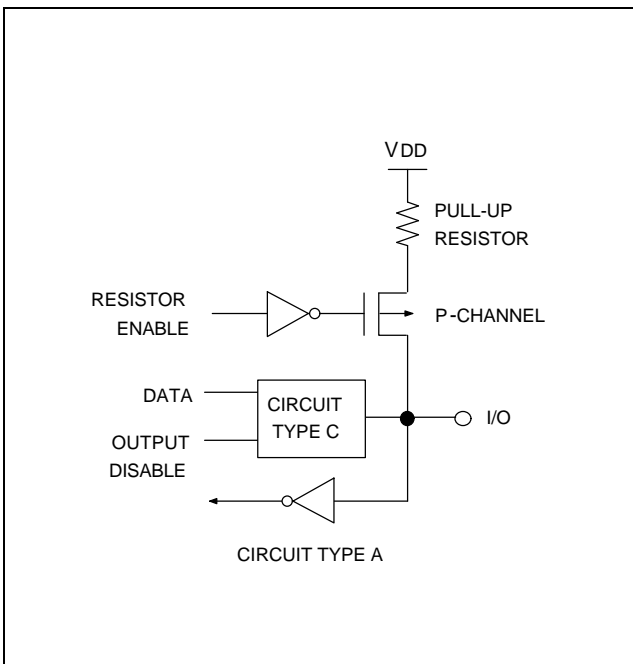 VDD
PULL-UP
RESISTOR
RESISTOR
ENABLE
P-CHANNEL
DATA
CIRCUIT
TYPE C
I/O
OUTPUT
DISABLE
CIRCUIT TYPE A